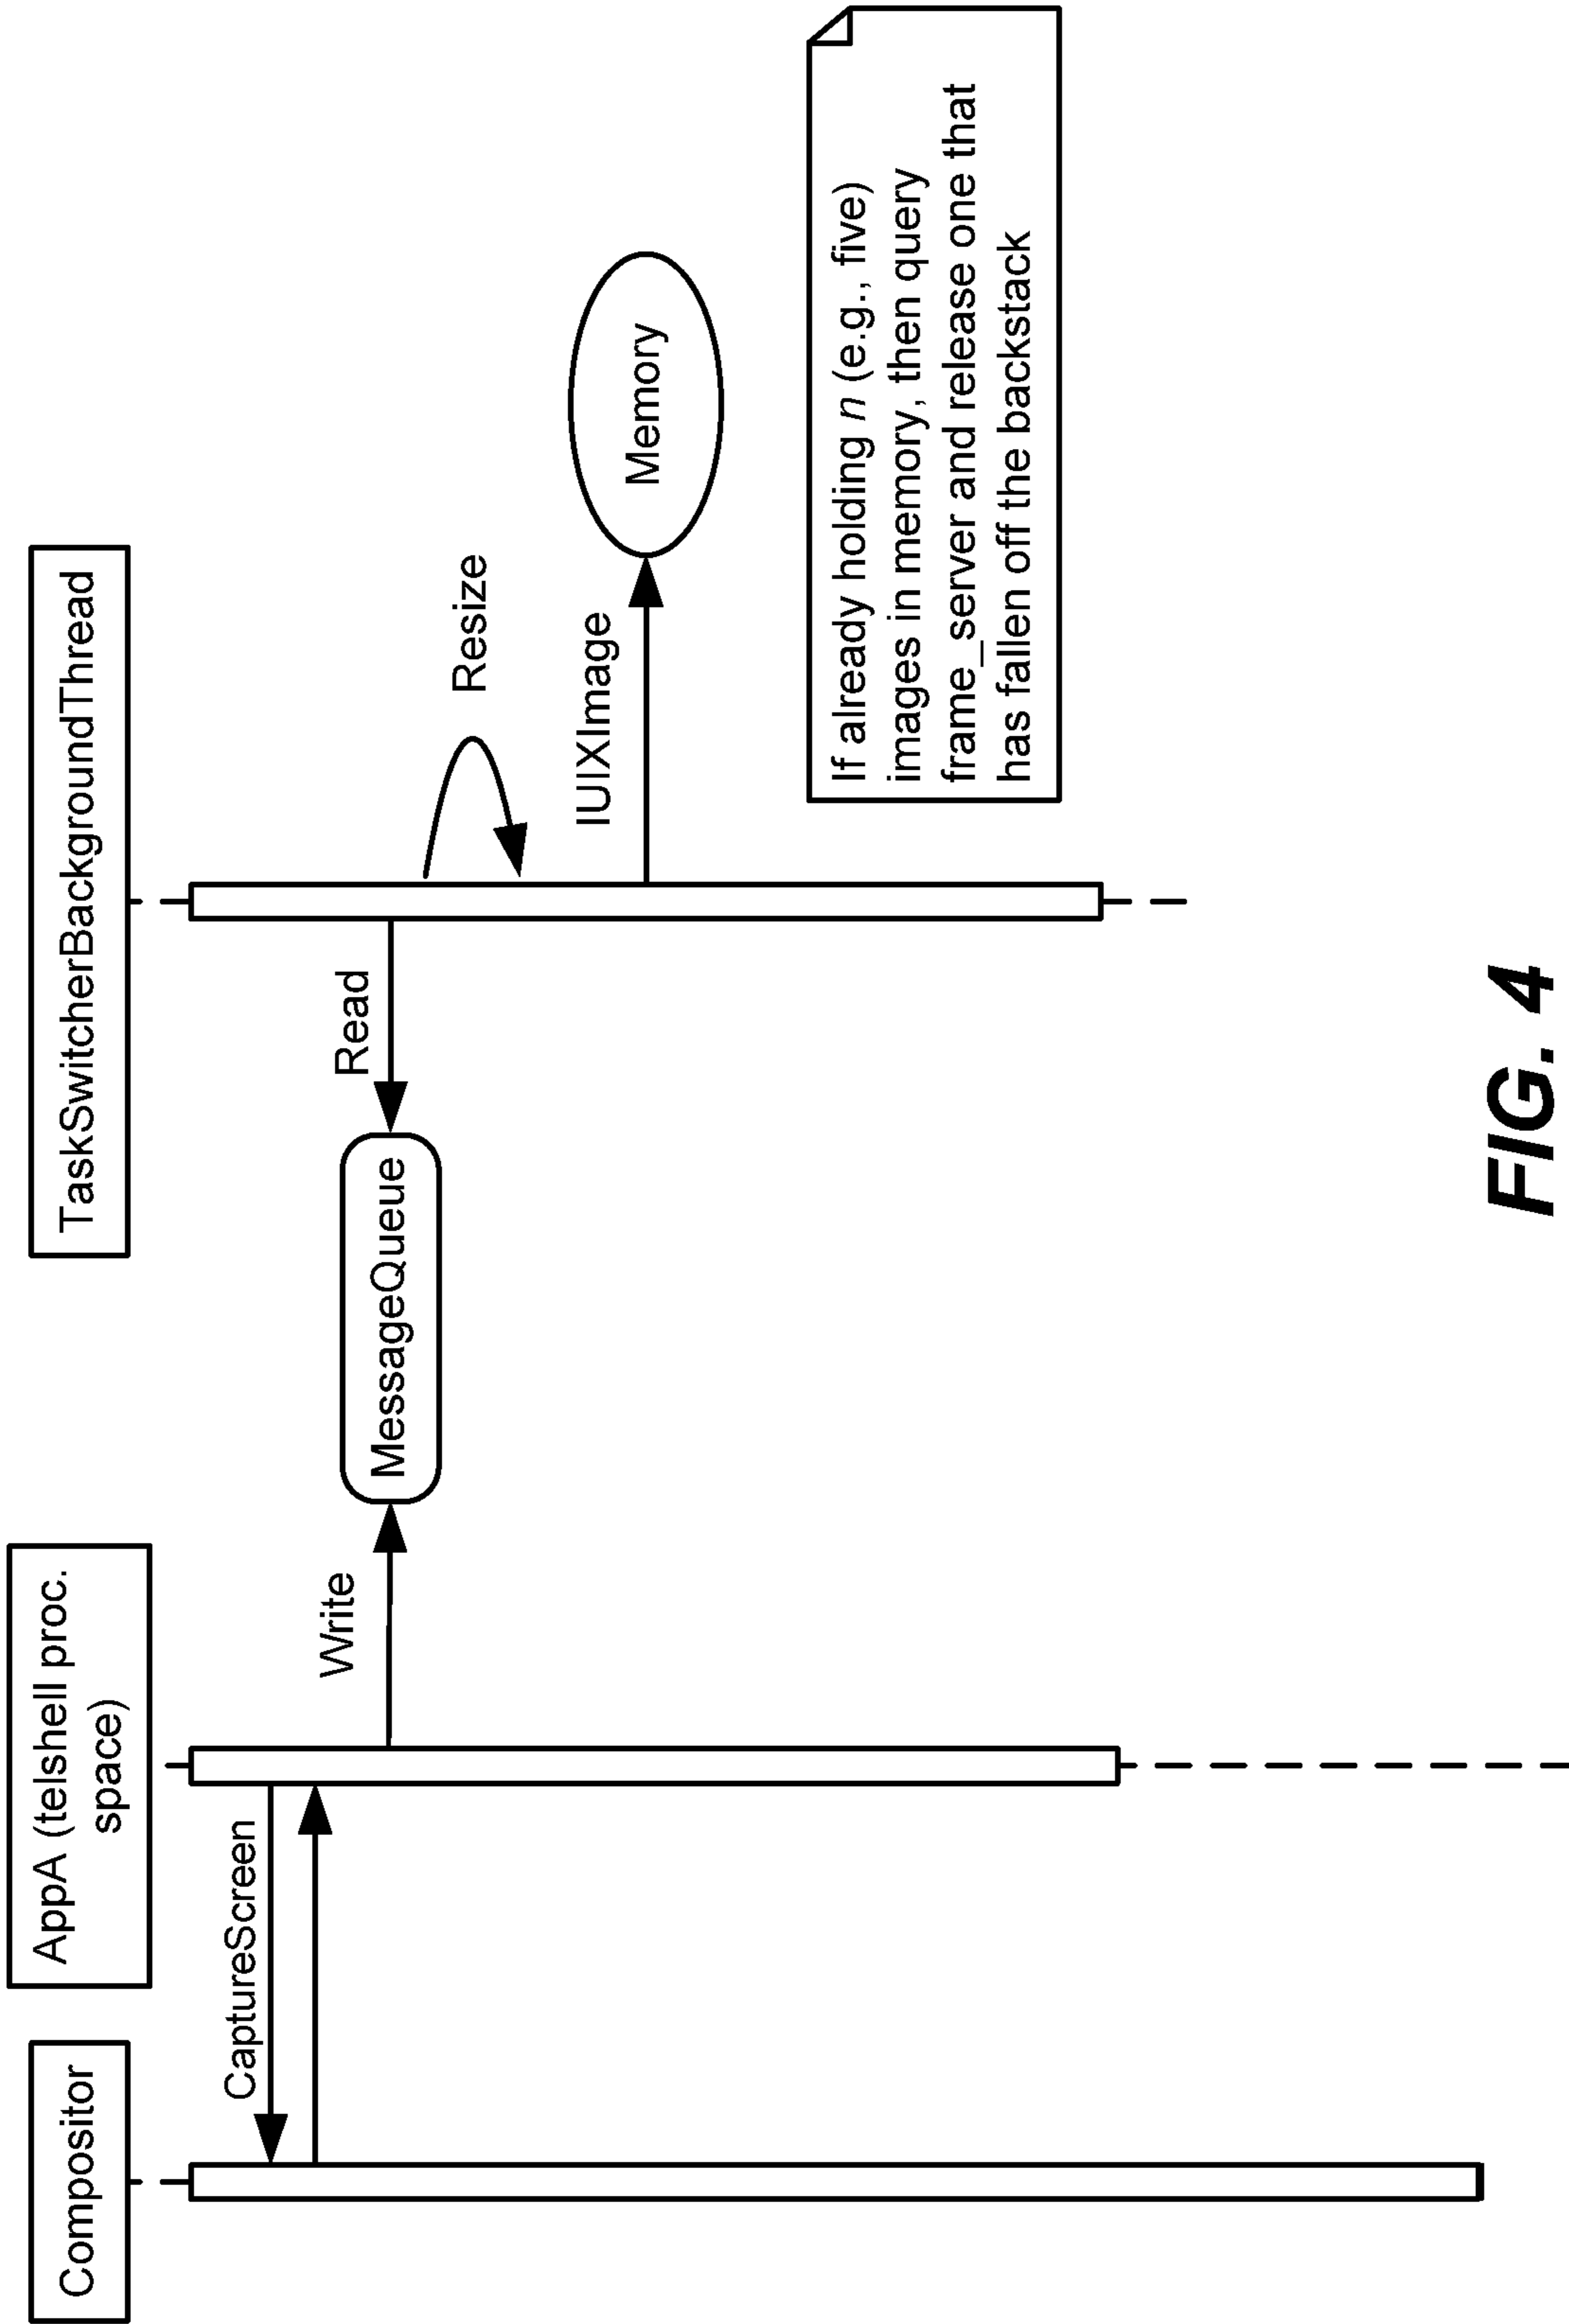 Compositor
AppA (telshell proc.
space)
TaskSwitcherBackgroundThread
CaptureScreen
Write
MessageQueue
Read
Resize
IUIXImage
Memory
If already holding n (e.g., five)
images in memory, then query
frame_server and release one that
has fallen off the backstack
FIG. 4